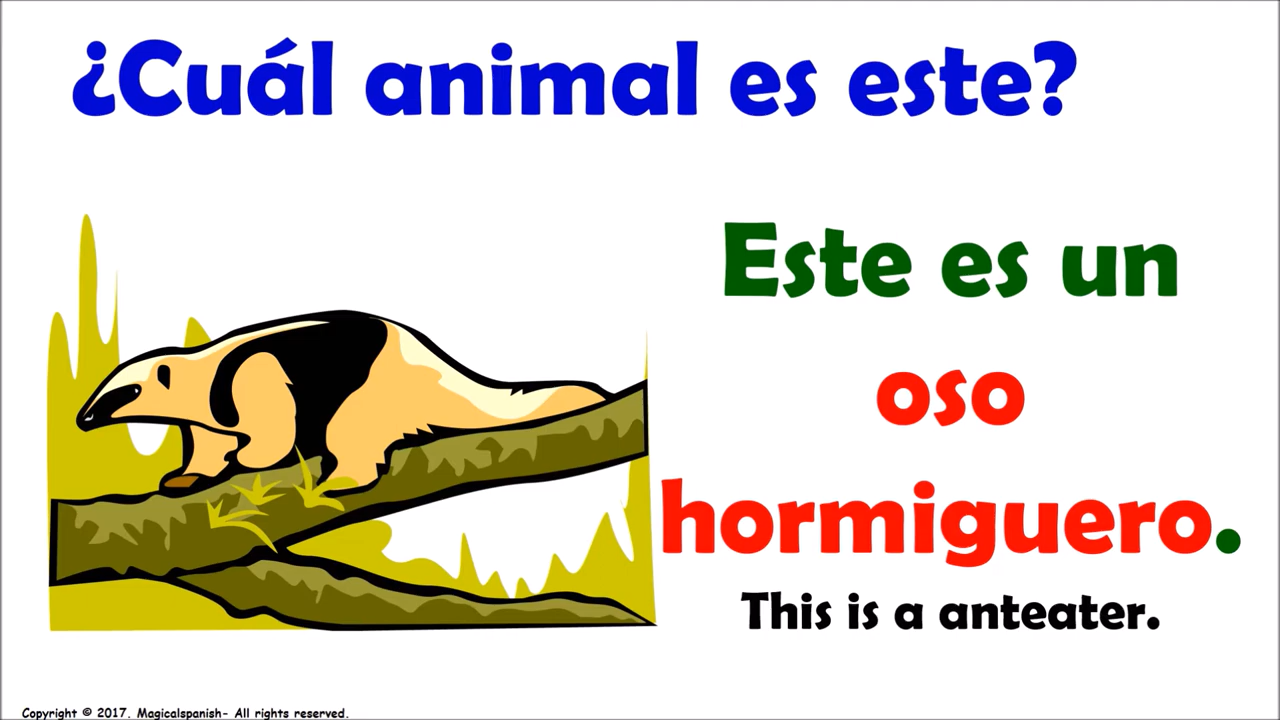 ¿Cuál animal es este?
Este es un
oso
hormiguero.
This is a anteater.
Copyright © 2017. Magicalspanish- All rights reserved.